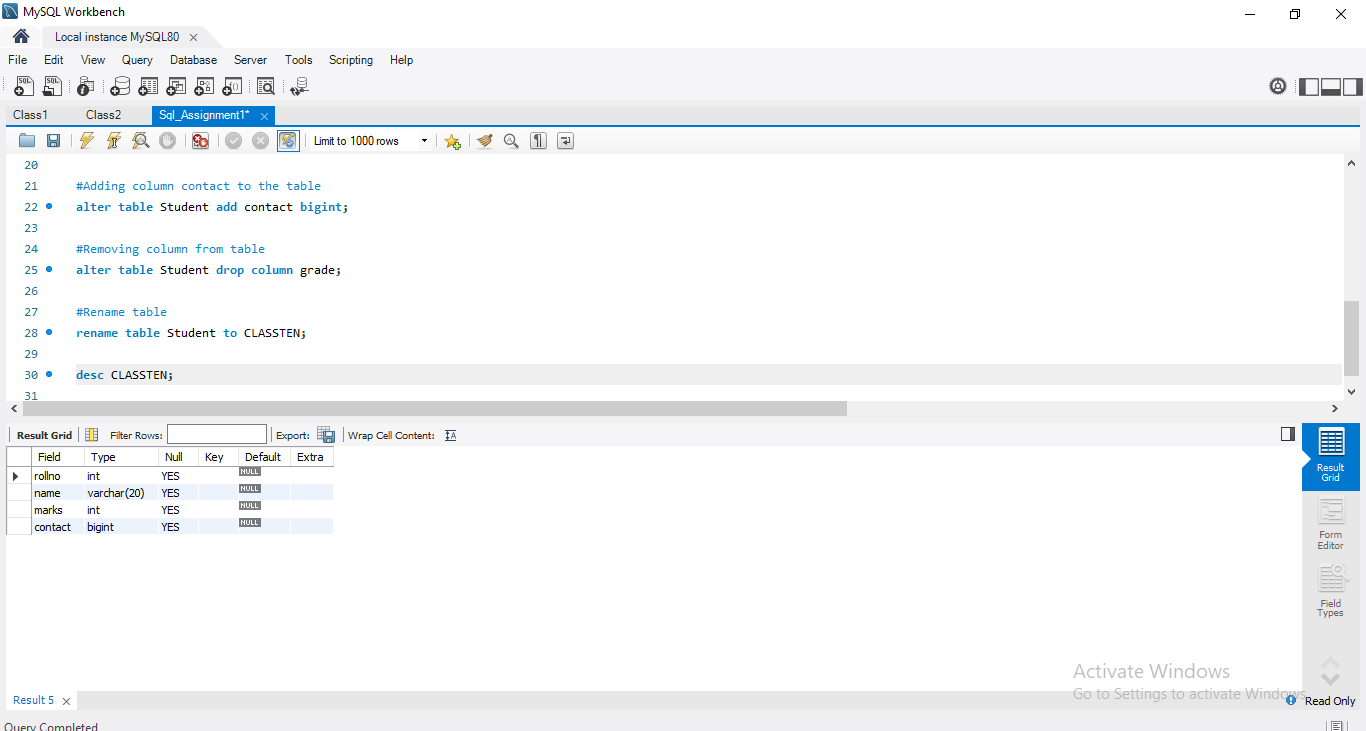 MySQL Workbench
Local instance MySQL80
File Edit View Query Database Server Tools Scripting Help
Class1 Class2 Sql_Assignment1*
Limit to 1000 rows
20
21 #Adding column contact to the table
22 alter table Student add contact bigint;
23
24 #Removing column from table
25 alter table Student drop column grade;
26
27 #Rename table
28 rename table Student to CLASSTEN;
29
30 desc CLASSTEN;
31
Result Grid Filter Rows: Export: Wrap Cell Content:
Field Type Null Key Default Extra
rollno int YES NULL
name varchar(20) YES NULL
marks int YES NULL
contact bigint YES NULL
Result
Grid
Form
Editor
Field
Types
Activate Windows
Go to Settings to activate Windows
Result 5 Read Only
Query Completed